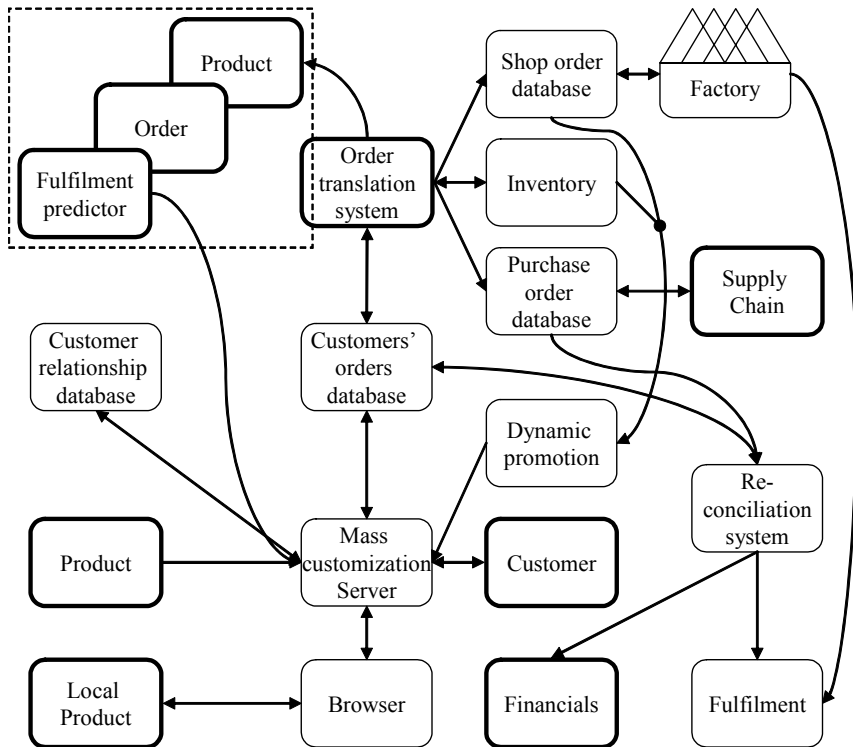 Product
Order
Fulfilment
predictor
Order
translation
system
Shop order
database
Factory
Inventory
Purchase
order
database
Supply
Chain
Customer
relationship
database
Customers’
orders
database
Dynamic
promotion
Re-
conciliation
system
Product
Mass
customization
Server
Customer
Local
Product
Browser
Financials
Fulfilment